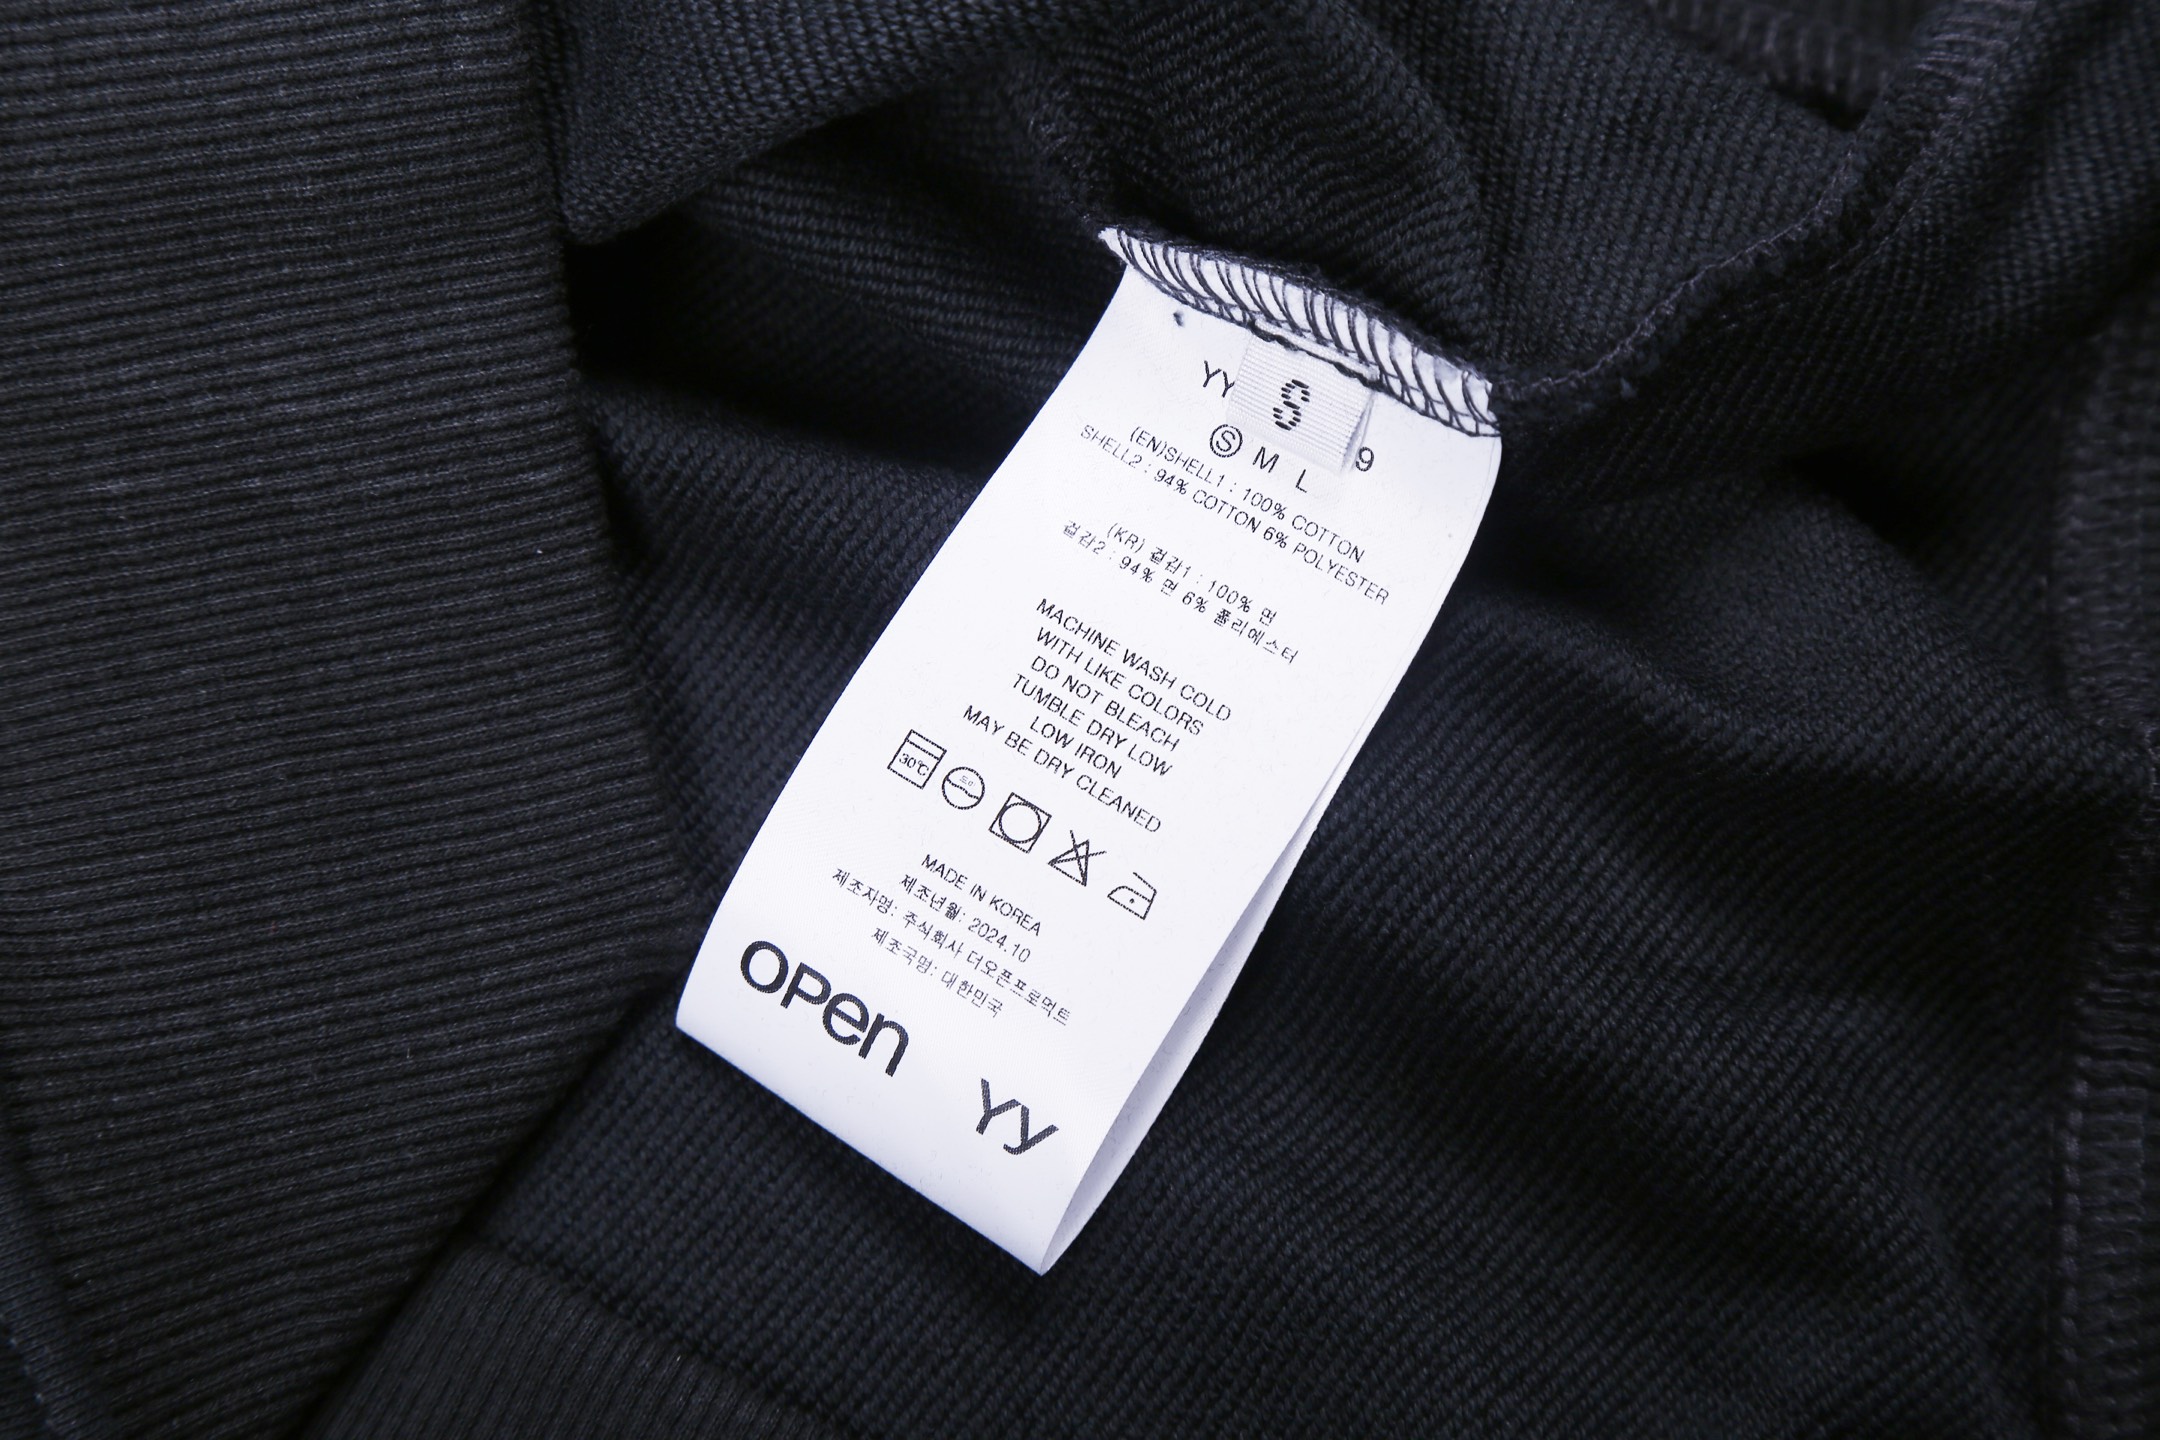 YY
S
9
S M L
(EN)SHELL1 : 100% COTTON
SHELL2 : 94% COTTON 6% POLYESTER
(KR) 겉감1 : 100% 면
겉감2 : 94% 면 6% 폴리에스터
MACHINE WASH COLD
WITH LIKE COLORS
DO NOT BLEACH
TUMBLE DRY LOW
LOW IRON
MAY BE DRY CLEANED
30℃
MADE IN KOREA
제조년월: 2024.10
제조자명: 주식회사 더오픈프로덕트
제조국명: 대한민국
OPen
Yy